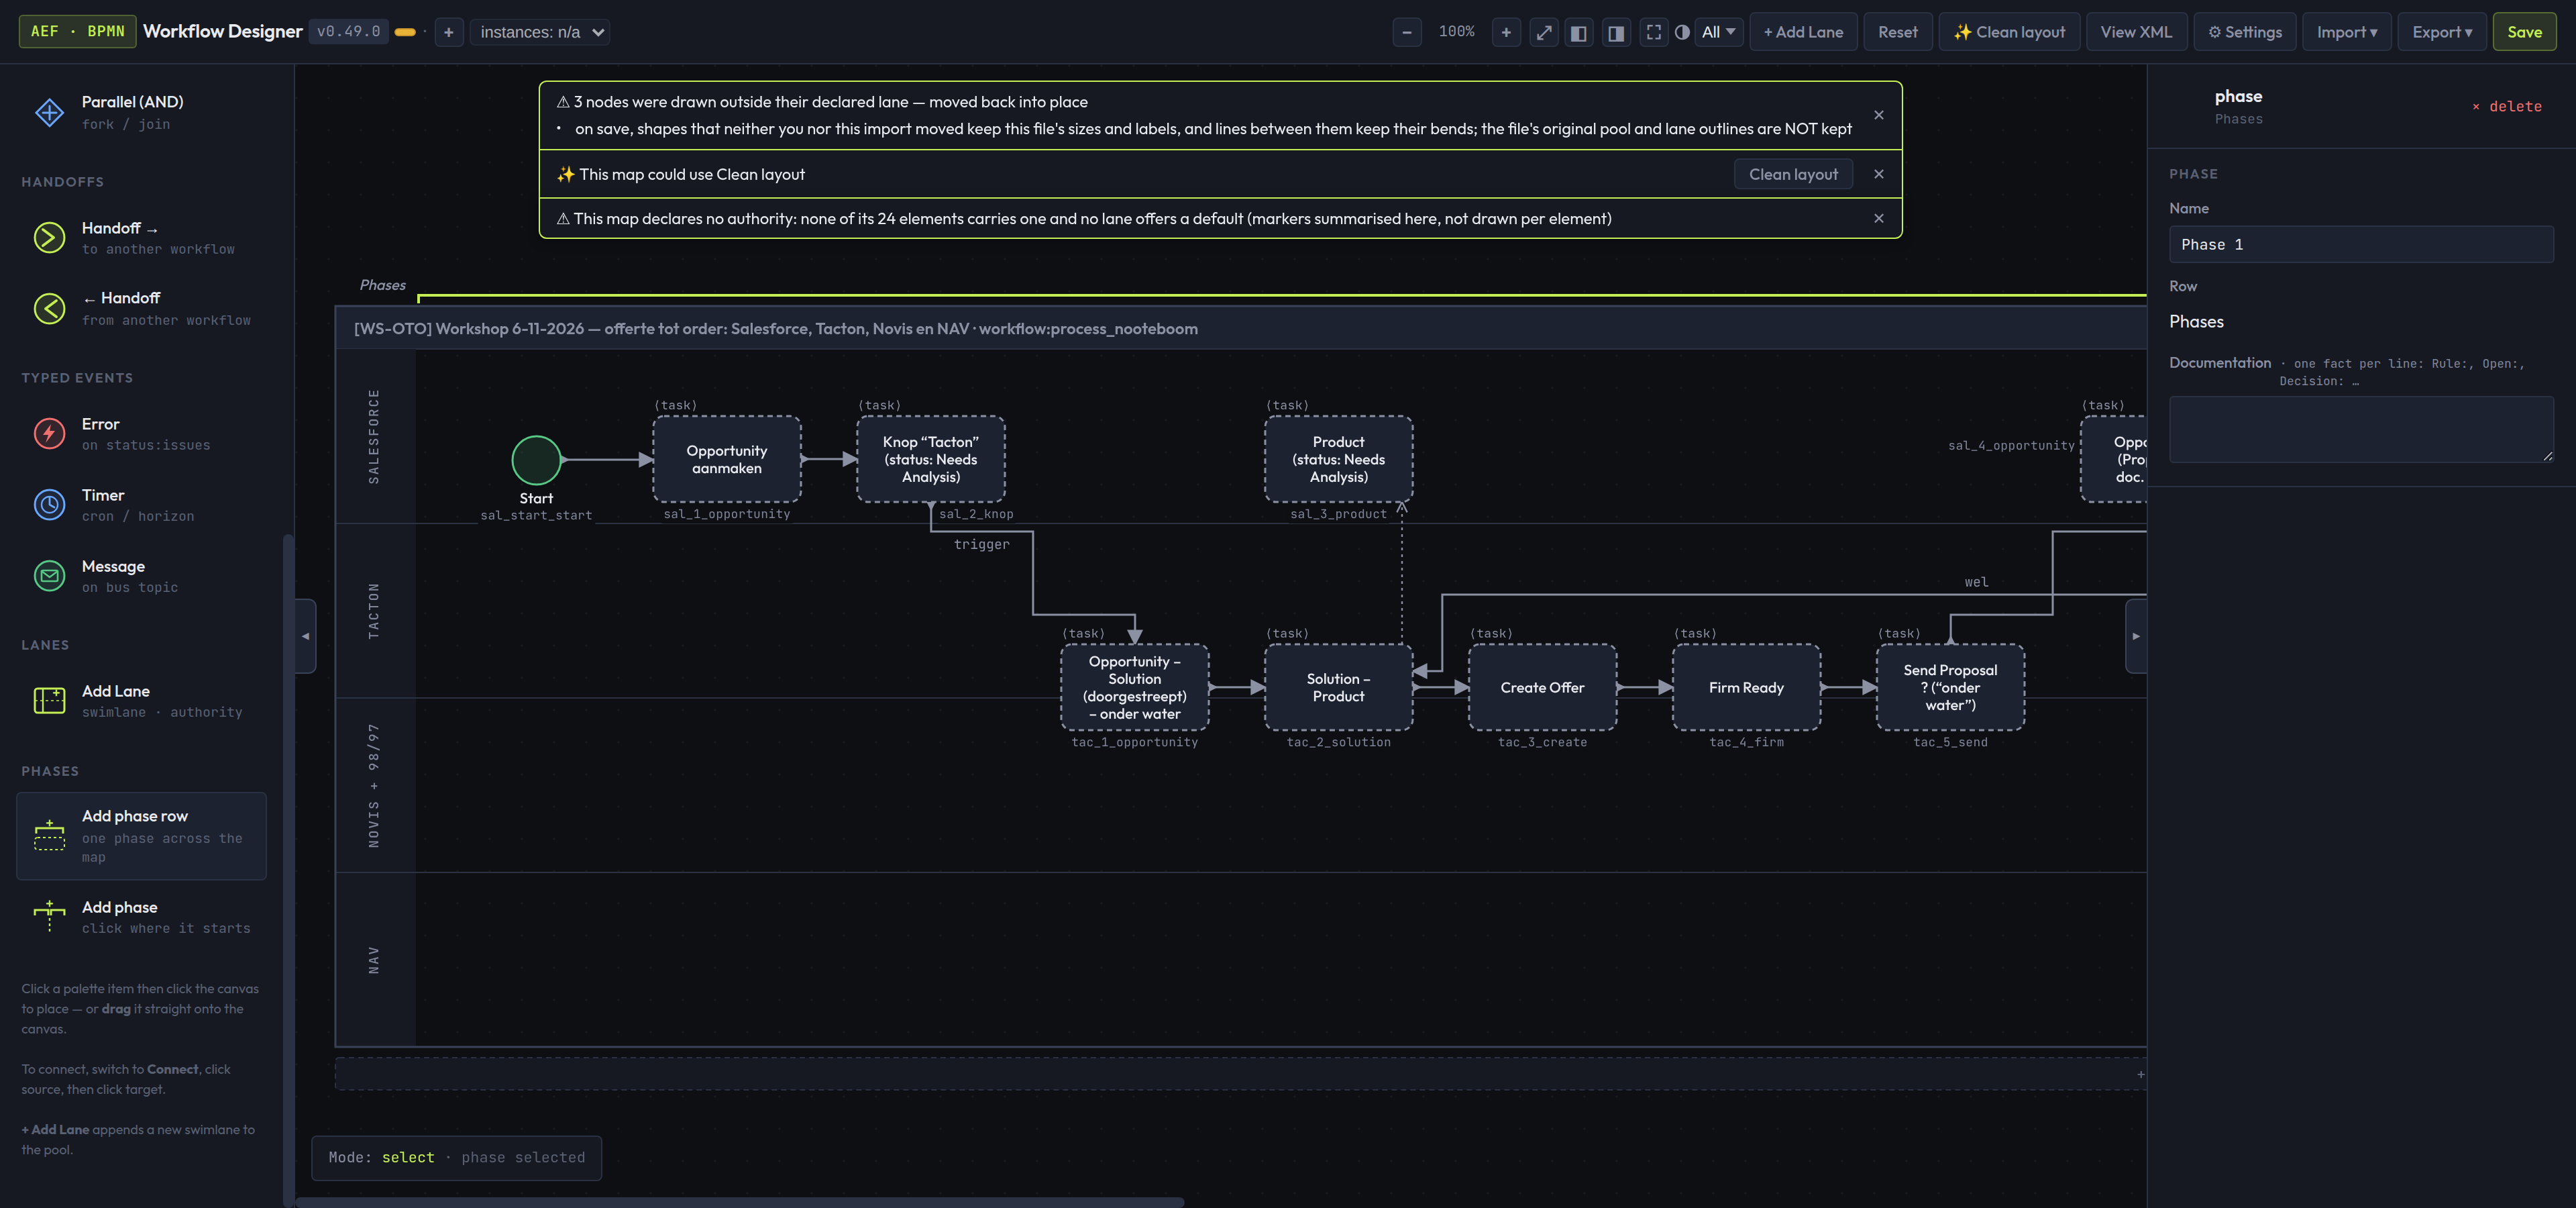 AEF · BPMN Workflow Designer v0.49.0 · + instances: n/a
− 100% + All ▾ + Add Lane Reset ✨ Clean layout View XML ⚙ Settings Import ▾ Export ▾ Save
Parallel (AND)
fork / join
HANDOFFS
Handoff →
to another workflow
← Handoff
from another workflow
TYPED EVENTS
Error
on status:issues
Timer
cron / horizon
Message
on bus topic
LANES
Add Lane
swimlane · authority
PHASES
Add phase row
one phase across the
map
Add phase
click where it starts
Click a palette item then click the canvas
to place — or drag it straight onto the
canvas.
To connect, switch to Connect, click
source, then click target.
+ Add Lane appends a new swimlane to
the pool.
⚠ 3 nodes were drawn outside their declared lane — moved back into place ×
• on save, shapes that neither you nor this import moved keep this file's sizes and labels, and lines between them keep their bends; the file's original pool and lane outlines are NOT kept
✨ This map could use Clean layout Clean layout ×
⚠ This map declares no authority: none of its 24 elements carries one and no lane offers a default (markers summarised here, not drawn per element) ×
Phases
[WS-OTO] Workshop 6-11-2026 — offerte tot order: Salesforce, Tacton, Novis en NAV · workflow:process_nooteboom
SALESFORCE
Start
sal_start_start
(task)
Opportunity
aanmaken
sal_1_opportunity
(task)
Knop “Tacton”
(status: Needs
Analysis)
sal_2_knop
trigger
(task)
Product
(status: Needs
Analysis)
sal_3_product
(task)
sal_4_opportunity
doc.
TACTON
wel
(task)
Opportunity –
Solution
(doorgestreept)
– onder water
tac_1_opportunity
(task)
Solution –
Product
tac_2_solution
(task)
Create Offer
tac_3_create
(task)
Firm Ready
tac_4_firm
(task)
Send Proposal
? (“onder
water”)
tac_5_send
NOVIS + 98/97
NAV
+
Mode: select · phase selected
phase
Phases
× delete
PHASE
Name
Phase 1
Row
Phases
Documentation · one fact per line: Rule:, Open:,
Decision: …